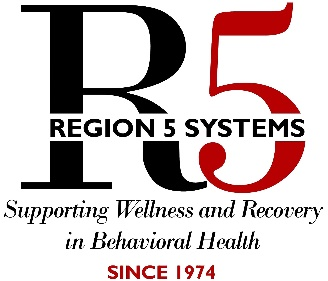 R5
REGION 5 SYSTEMS
Supporting Wellness and Recovery
in Behavioral Health
SINCE 1974